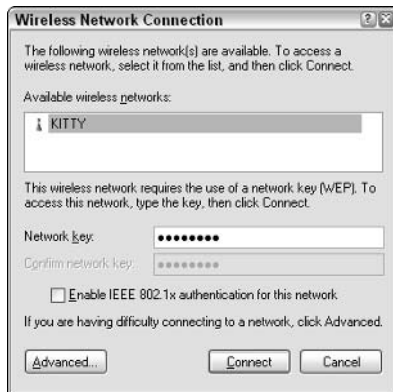 Wireless Network Connection
The following wireless network(s) are available. To access a
wireless network, select it from the list, and then click Connect.
Available wireless networks:
KITTY
This wireless network requires the use of a network key (WEP). To
access this network, type the key, then click Connect.
Network key: ●●●●●●●●
Confirm network key: ●●●●●●●●
Enable IEEE 802.1x authentication for this network
If you are having difficulty connecting to a network, click Advanced.
Advanced... Connect Cancel